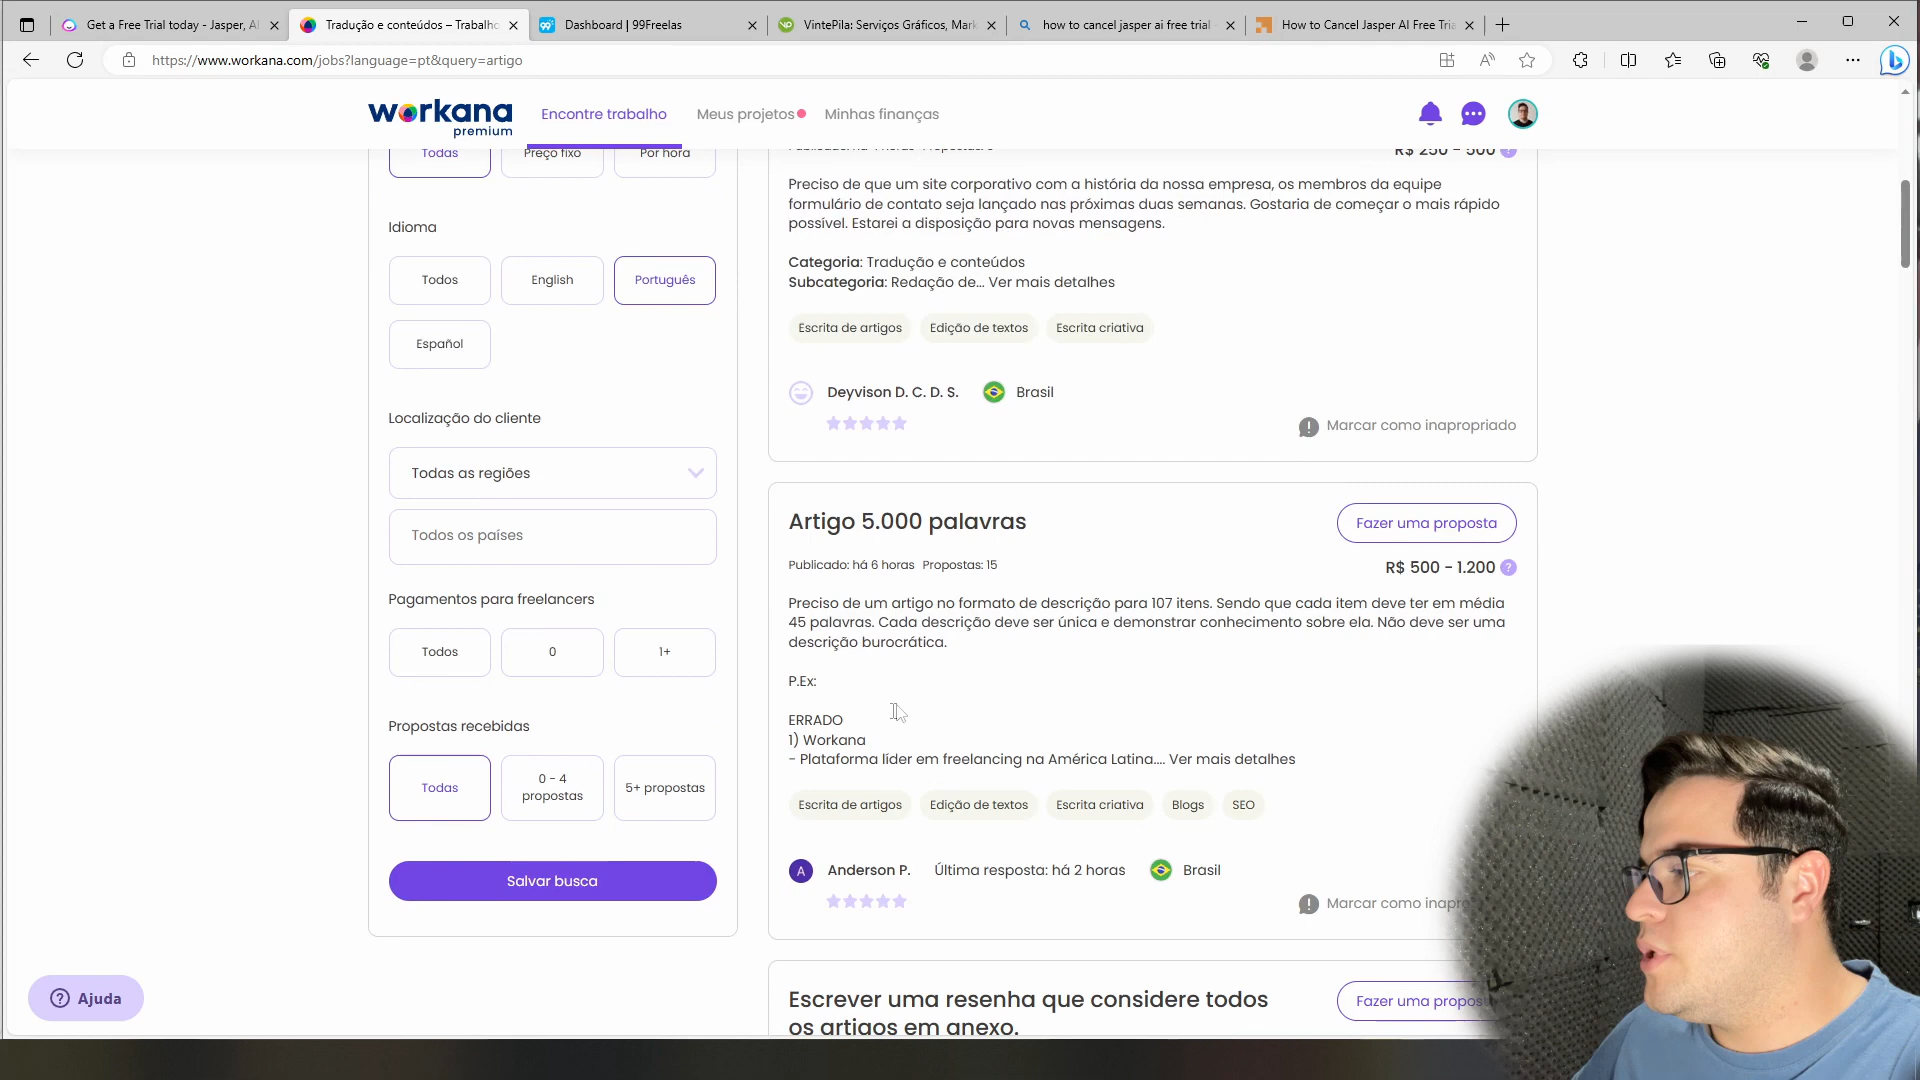 Get a Free Trial today - Jasper, AI
Tradução e conteúdos – Trabalho
Dashboard | 99Freelas
VintePila: Serviços Gráficos, Mark
how to cancel jasper ai free trial
How to Cancel Jasper AI Free Tria
https://www.workana.com/jobs?language=pt&query=artigo
workana
premium
Encontre trabalho
Meus projetos
Minhas finanças
Todas
Preço fixo
Por hora
R$ 250 - 500
Preciso de que um site corporativo com a história da nossa empresa, os membros da equipe
formulário de contato seja lançado nas próximas duas semanas. Gostaria de começar o mais rápido
possível. Estarei a disposição para novas mensagens.
Categoria: Tradução e conteúdos
Subcategoria: Redação de... Ver mais detalhes
Escrita de artigos
Edição de textos
Escrita criativa
Deyvison D. C. D. S.
Brasil
Marcar como inapropriado
Idioma
Todos
English
Português
Español
Localização do cliente
Todas as regiões
Todos os países
Pagamentos para freelancers
Todos
0
1+
Propostas recebidas
Todas
0 - 4
propostas
5+ propostas
Salvar busca
Artigo 5.000 palavras
Fazer uma proposta
Publicado: há 6 horas Propostas: 15
R$ 500 - 1.200
?
Preciso de um artigo no formato de descrição para 107 itens. Sendo que cada item deve ter em média
45 palavras. Cada descrição deve ser única e demonstrar conhecimento sobre ela. Não deve ser uma
descrição burocrática.
P.Ex:
ERRADO
1) Workana
- Plataforma líder em freelancing na América Latina.... Ver mais detalhes
Escrita de artigos
Edição de textos
Escrita criativa
Blogs
SEO
A
Anderson P.
Última resposta: há 2 horas
Brasil
Marcar como inapro
Escrever uma resenha que considere todos
os artigos em anexo.
Fazer uma propos
? Ajuda